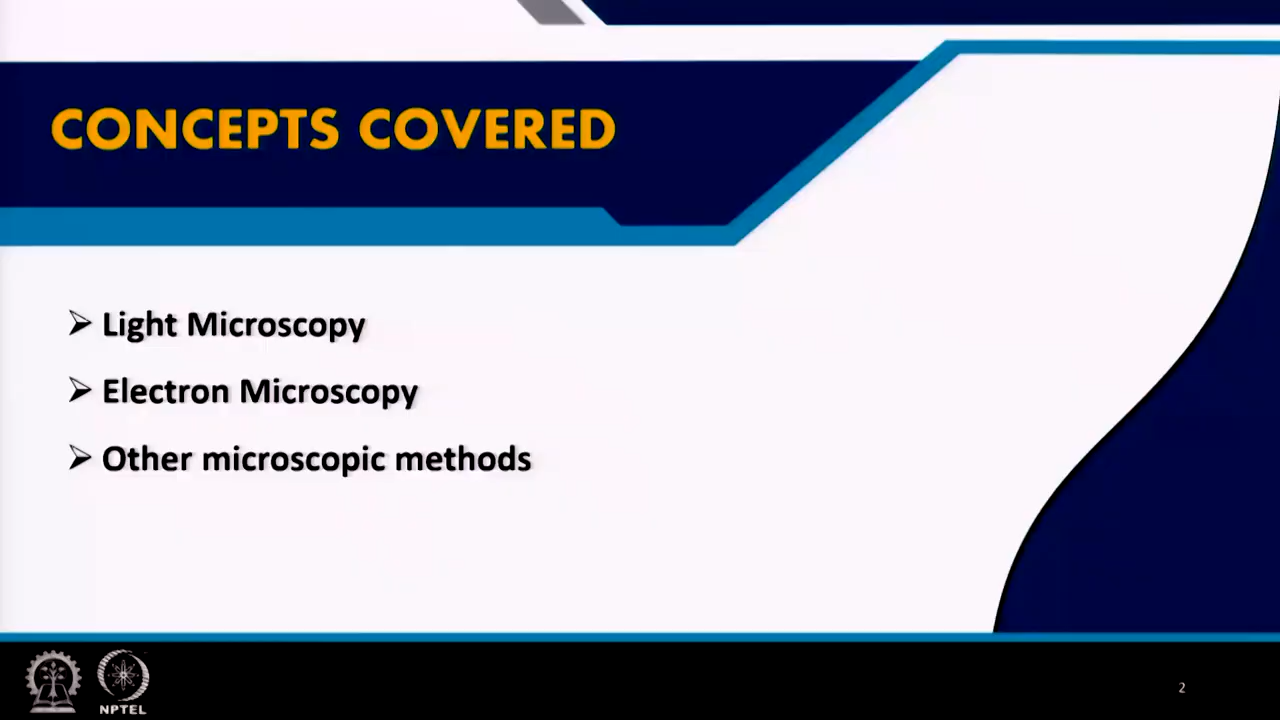 CONCEPTS COVERED
➢ Light Microscopy
➢ Electron Microscopy
➢ Other microscopic methods
NPTEL
2